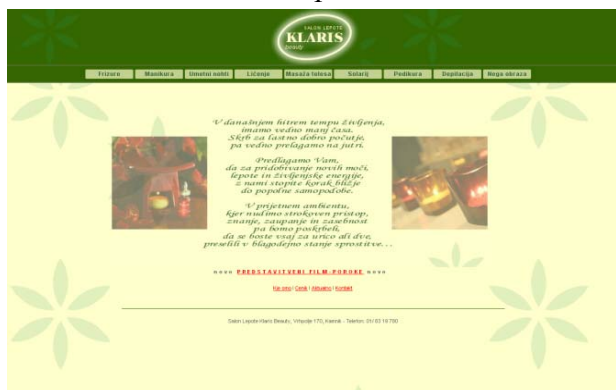 SALON LEPOTE
KLARIS
beauty
Frizura Manikura Umetni nohti Ličenje Masaža telesa Solarij Pedikura Depilacija Nega obraza
V današnjem hitrem tempu življenja,
imamo vedno manj časa.
Skrb za lastno dobro počutje,
pa vedno prelagamo na jutri.
Predlagamo Vam,
da za pridobivanje novih moči,
lepote in življenjske energije,
z nami stopite korak bližje
do popolne samopodobe.
V prijetnem ambientu,
kjer nudimo strokoven pristop,
znanje, zaupanje in zasebnost
pa bomo poskrbeli,
da se boste vsaj za urico ali dve,
preselili v blagodejno stanje sprostitve...
novo PREDSTAVITVENI FILM-POROKE novo
| Cenik | Aktualno | Kontakt
Salon Lepote Klaris Beauty, 170, Kamnik - Telefon: 01/ 83 18 780